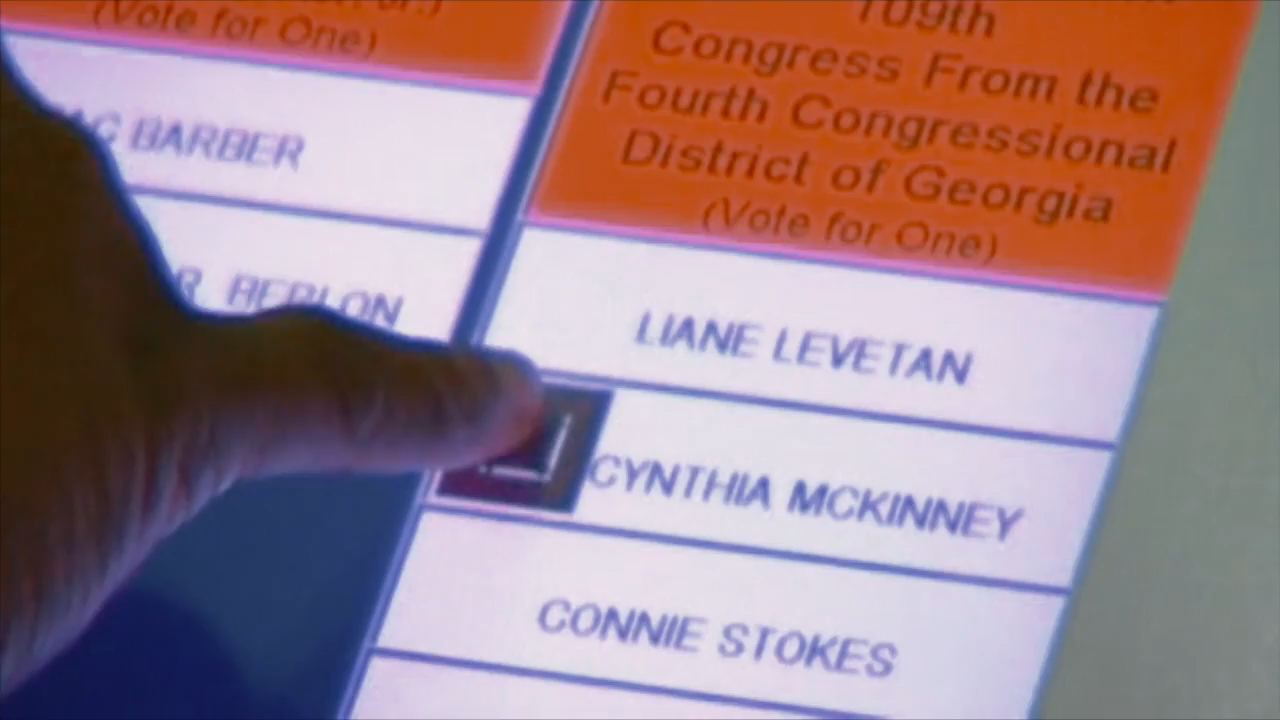 (Vote for One)
BARBER
R. BERLON
109th
Congress From the
Fourth Congressional
District of Georgia
(Vote for One)
LIANE LEVETAN
CYNTHIA MCKINNEY
CONNIE STOKES